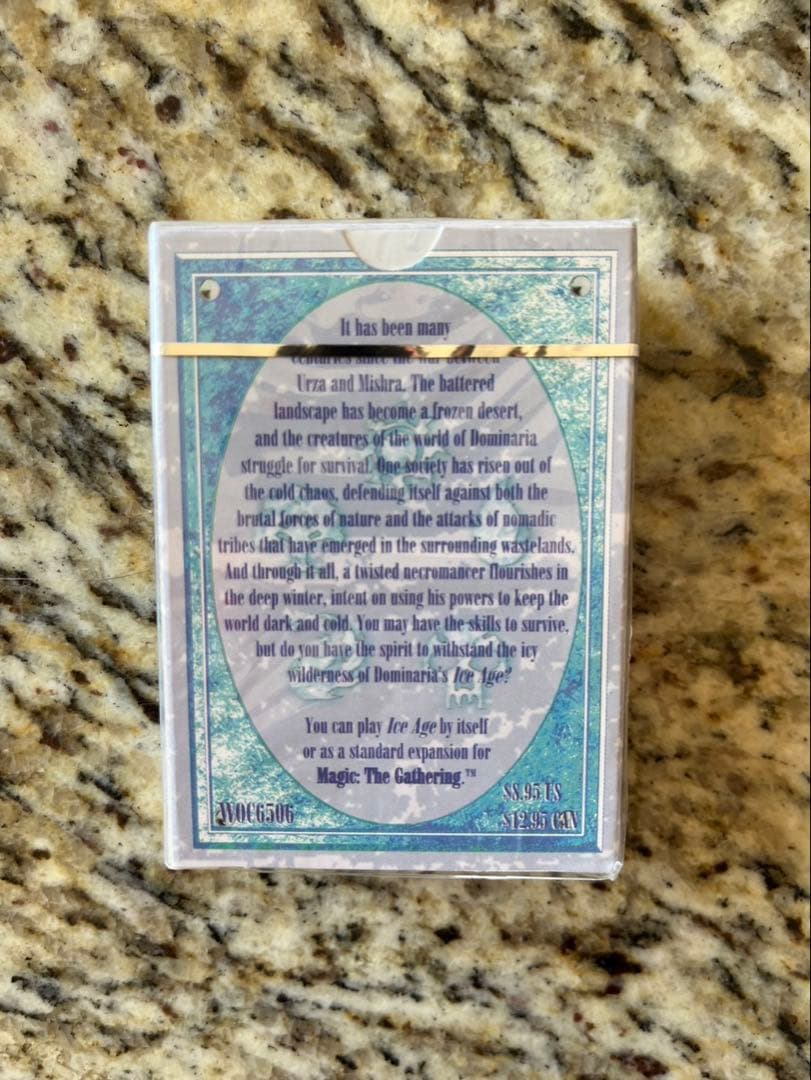 It has been many
centuries since the war between
Urza and Mishra. The battered
landscape has become a frozen desert,
and the creatures of the world of Dominaria
struggle for survival. One society has risen out of
the cold chaos, defending itself against both the
brutal forces of nature and the attacks of nomadic
tribes that have emerged in the surrounding wastelands.
And through it all, a twisted necromancer flourishes in
the deep winter, intent on using his powers to keep the
world dark and cold. You may have the skills to survive,
but do you have the spirit to withstand the icy
wilderness of Dominaria's Ice Age?
You can play Ice Age by itself
or as a standard expansion for
Magic: The Gathering.™
WOC6506
$8.95 US
$12.95 CAN